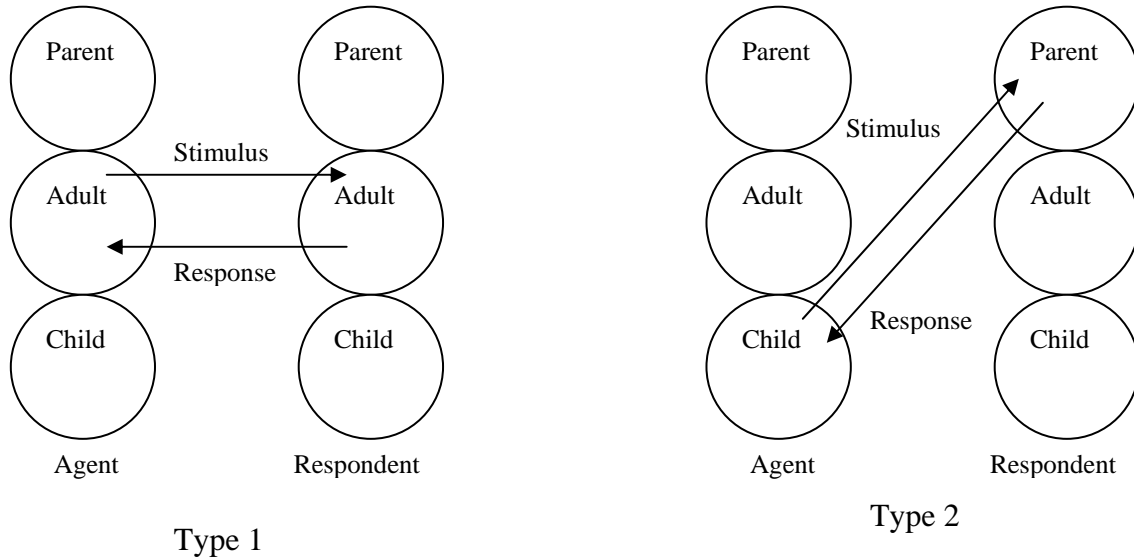 Parent
Parent
Stimulus
Adult
Adult
Response
Child
Child
Agent
Respondent
Type 1
Parent
Parent
Stimulus
Adult
Adult
Response
Child
Child
Agent
Respondent
Type 2